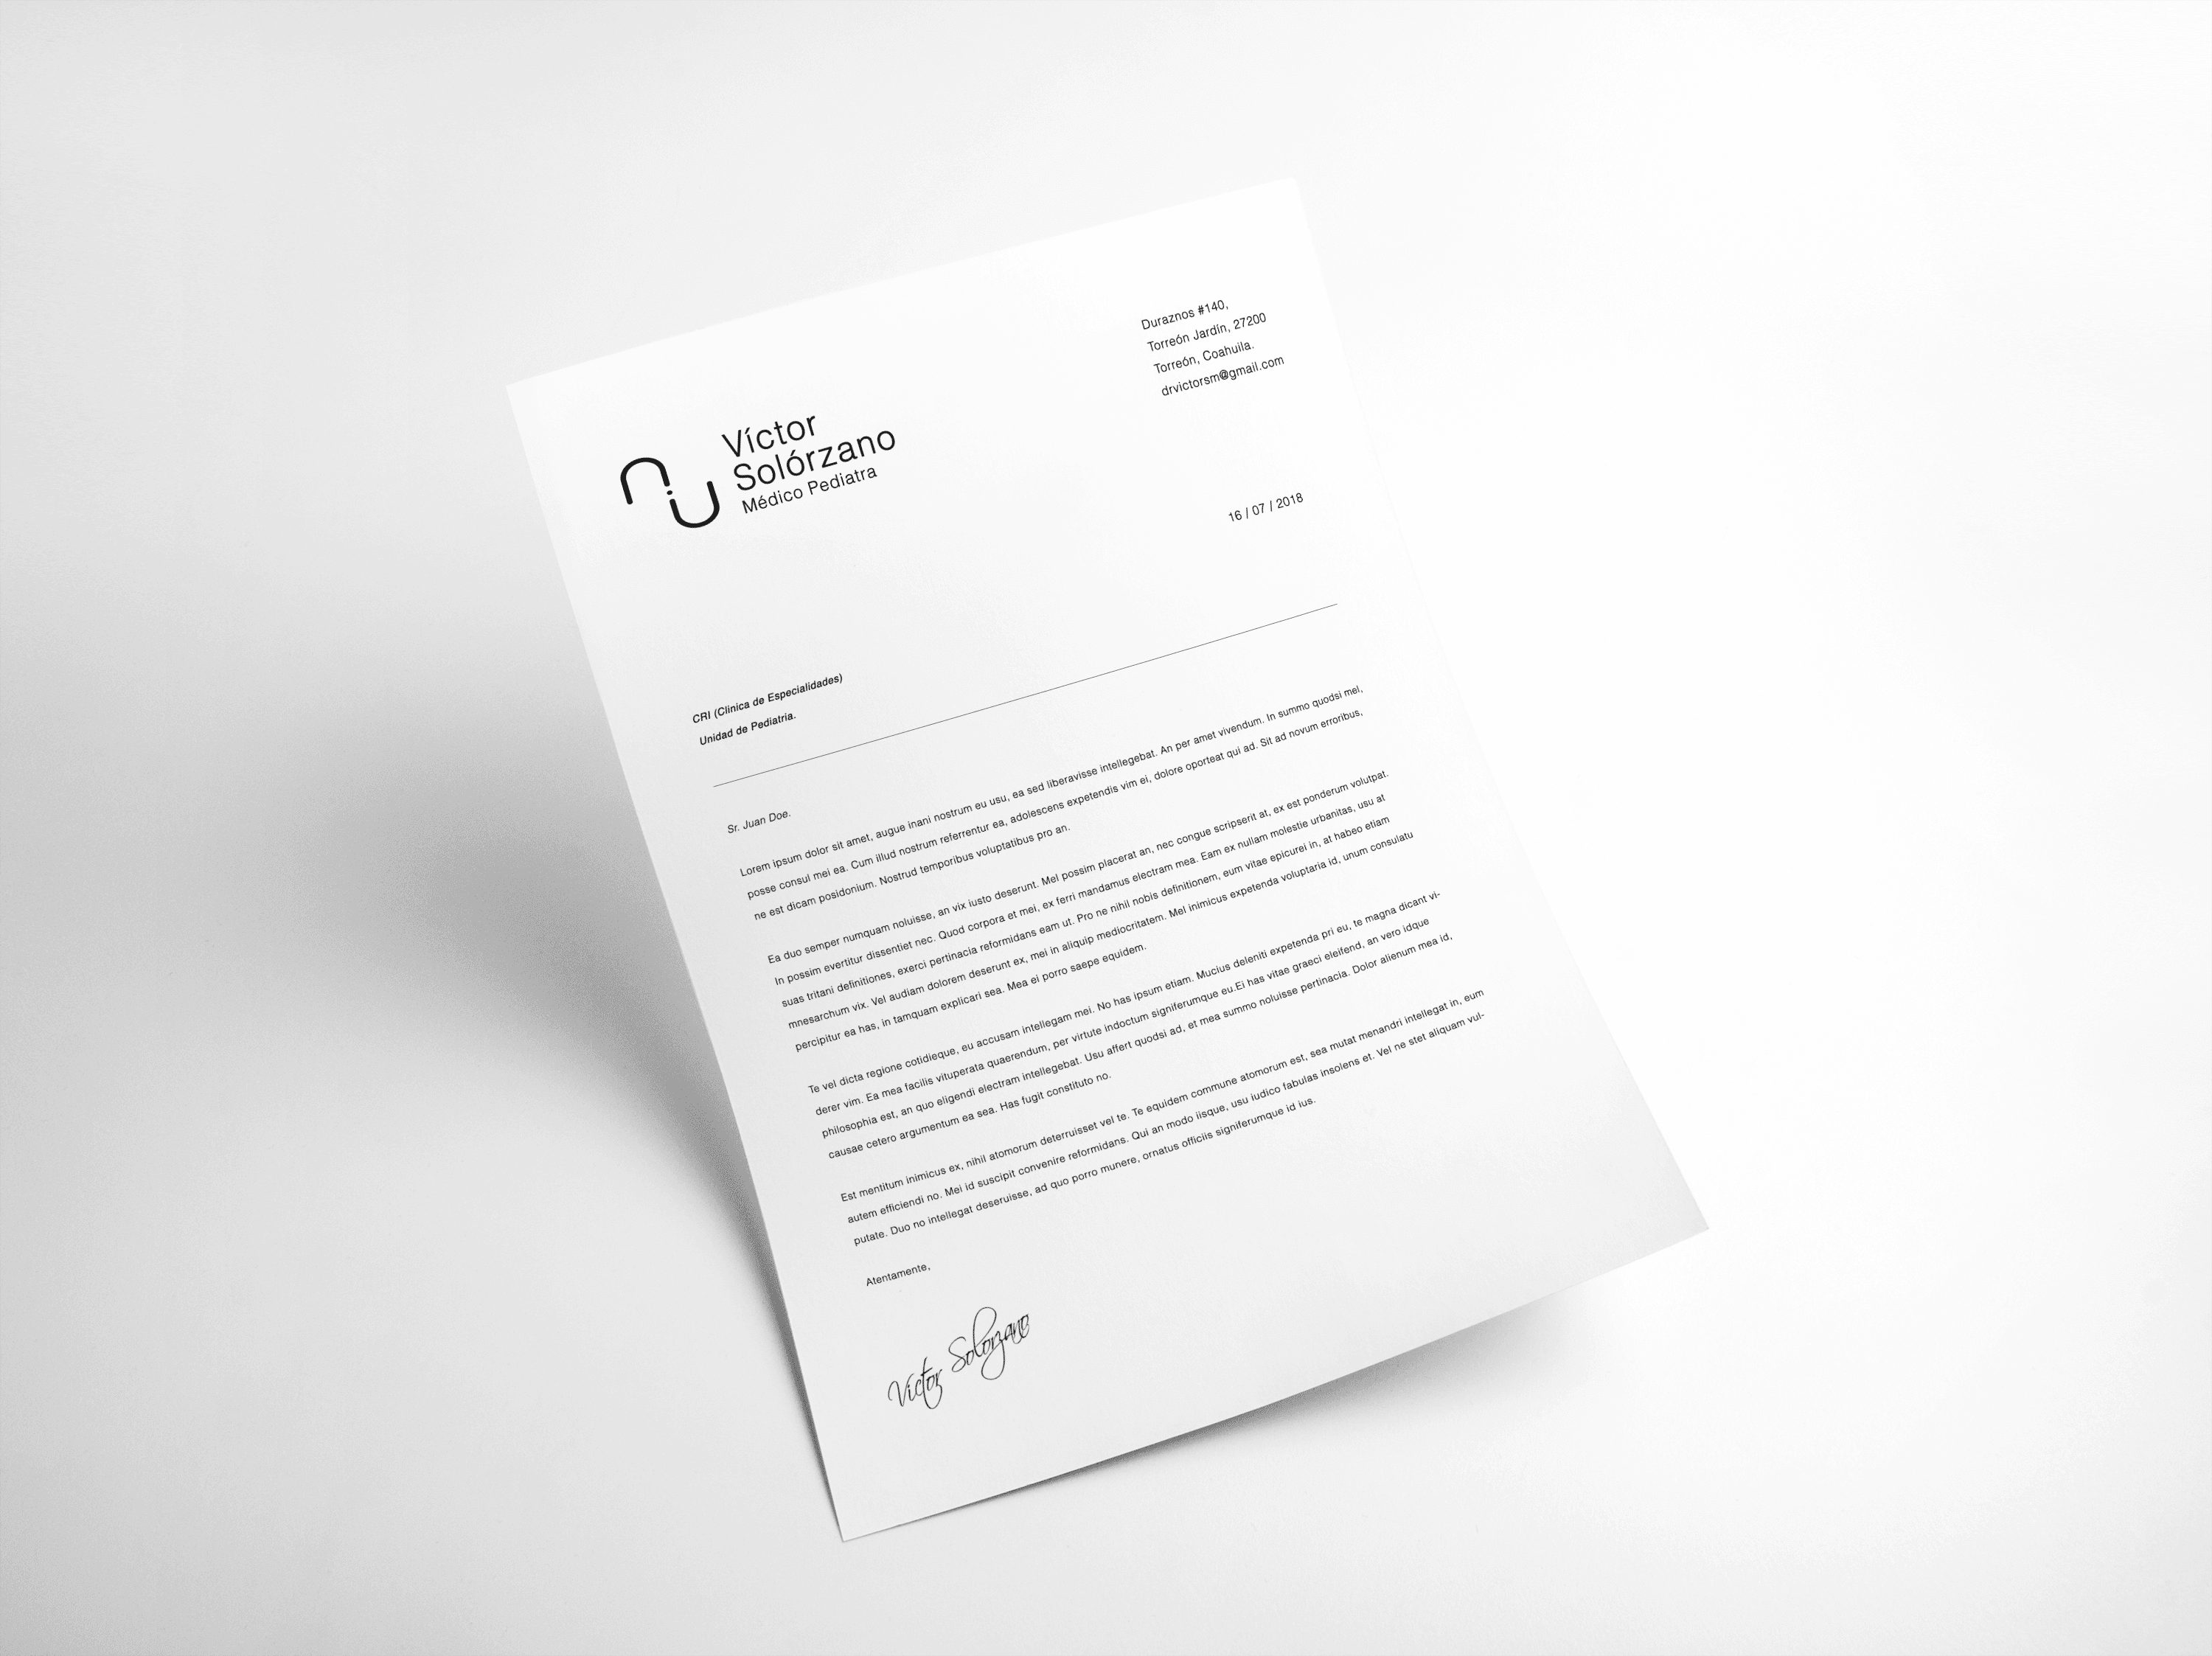 Duraznos #140,
Torreón Jardín, 27200
Torreón, Coahuila.
drvictorsm@gmail.com
Víctor
Solórzano
Médico Pediatra
16 / 07 / 2018
CRI (Clinica de Especialidades)
Unidad de Pediatria.
Sr. Juan Doe.
Lorem ipsum dolor sit amet, augue inani nostrum eu usu, ea sed liberavisse intellegebat. An per amet vivendum. In summo quodsi mel,
posse consul mei ea. Cum illud nostrum referrentur ea, adolescens expetendis vim ei, dolore oporteat qui ad. Sit ad novum erroribus,
ne est dicam posidonium. Nostrud temporibus voluptatibus pro an.
Ea duo semper numquam noluisse, an vix iusto deserunt. Mel possim placerat an, nec congue scripserit at, ex est ponderum volutpat.
In possim evertitur dissentiet nec. Quod corpora et mei, ex ferri mandamus electram mea. Eam ex nullam molestie urbanitas, usu at
suas tritani definitiones, exerci pertinacia reformidans eam ut. Pro ne nihil nobis definitionem, eum vitae epicurei in, at habeo etiam
mnesarchum vix. Vel audiam dolorem deserunt ex, mei in aliquip mediocritatem. Mel inimicus expetenda voluptaria id, unum consulatu
percipitur ea has, in tamquam explicari sea. Mea ei porro saepe equidem.
Te vel dicta regione cotidieque, eu accusam intellegam mei. No has ipsum etiam. Mucius deleniti expetenda pri eu, te magna dicant vi-
derer vim. Ea mea facilis vituperata quaerendum, per virtute indoctum signiferumque eu.Ei has vitae graeci eleifend, an vero idque
philosophia est, an quo eligendi electram intellegebat. Usu affert quodsi ad, et mea summo noluisse pertinacia. Dolor alienum mea id,
causae cetero argumentum ea sea. Has fugit constituto no.
Est mentitum inimicus ex, nihil atomorum deterruisset vel te. Te equidem commune atomorum est, sea mutat menandri intellegat in, eum
autem efficiendi no. Mei id suscipit convenire reformidans. Qui an modo iisque, usu iudico fabulas insolens et. Vel ne stet aliquam vul-
putate. Duo no intellegat deseruisse, ad quo porro munere, ornatus officiis signiferumque id ius.
Atentamente,
Victor Solorzano